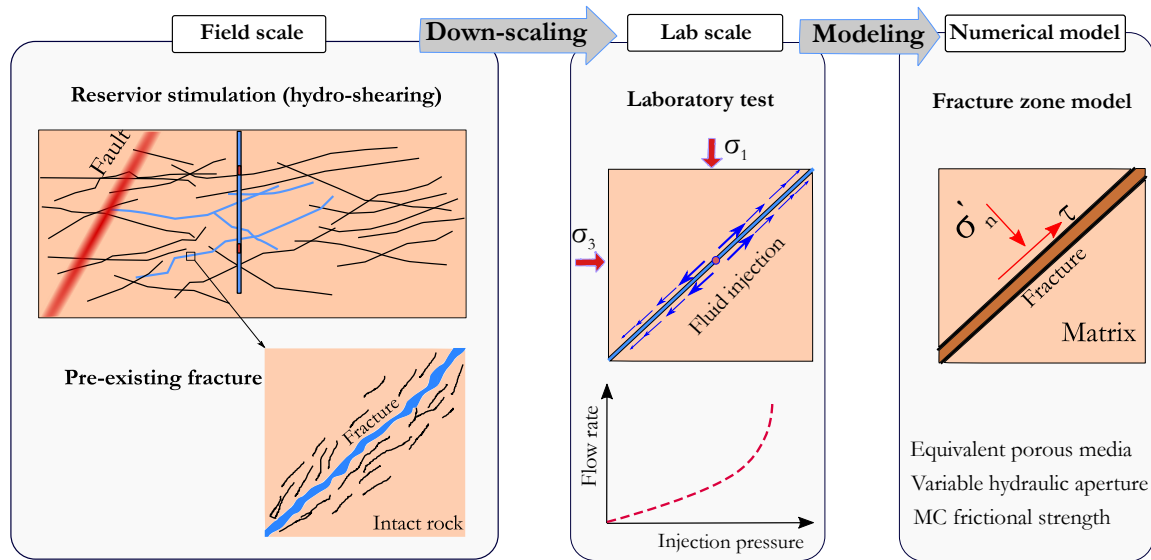 Field scale
Down-scaling
Lab scale
Modeling
Numerical model
Reservior stimulation (hydro-shearing)
Fault
Pre-existing fracture
Fracture
Intact rock
Laboratory test
σ1
σ3
Fluid injection
Flow rate
Injection pressure
Fracture zone model
σ'n
τ
Fracture
Matrix
Equivalent porous media
Variable hydraulic aperture
MC frictional strength